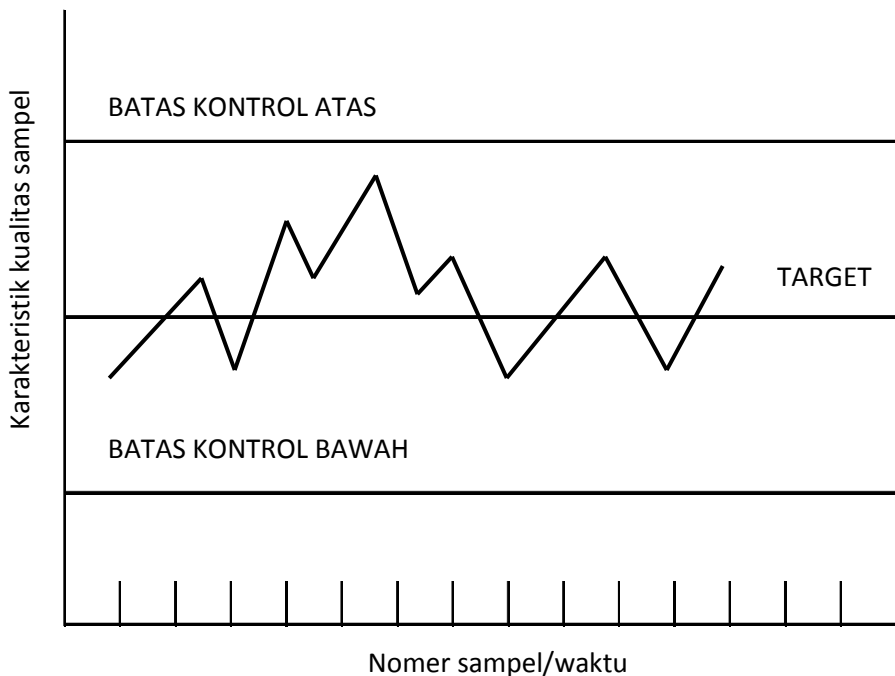 Karakteristik kualitas sampel
BATAS KONTROL ATAS
TARGET
BATAS KONTROL BAWAH
Nomer sampel/waktu